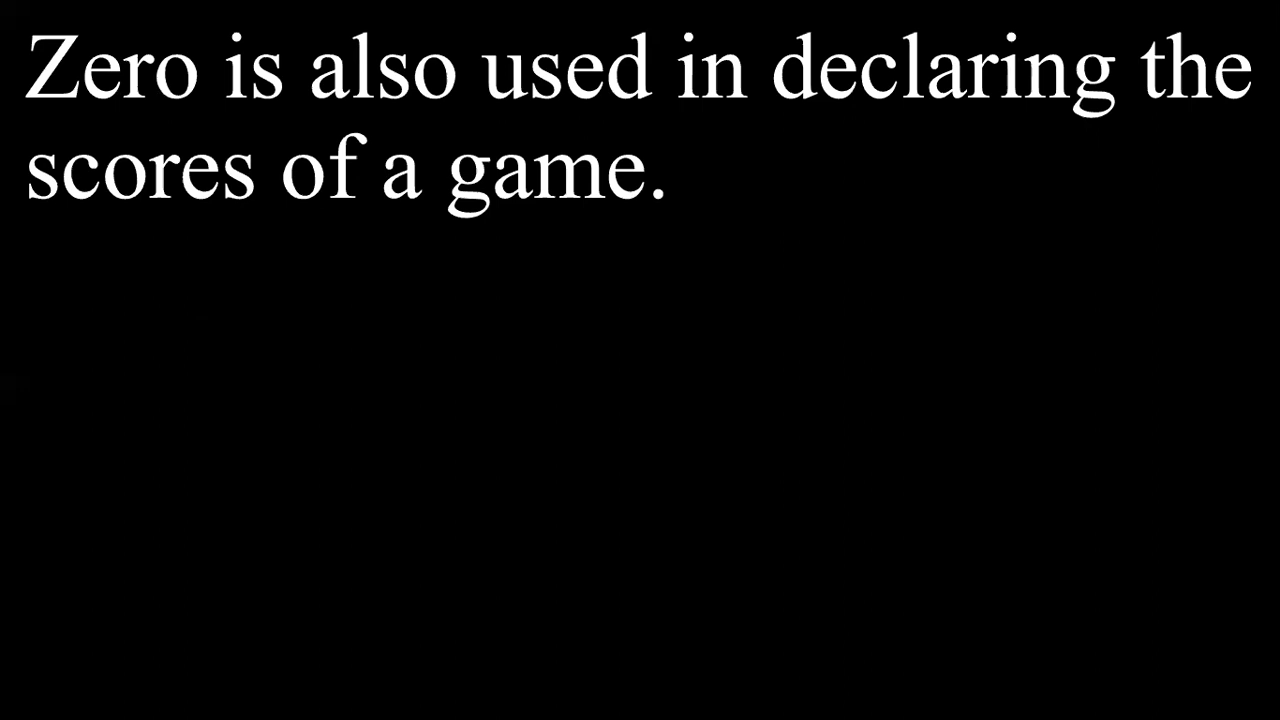 Zero is also used in declaring the
scores of a game.